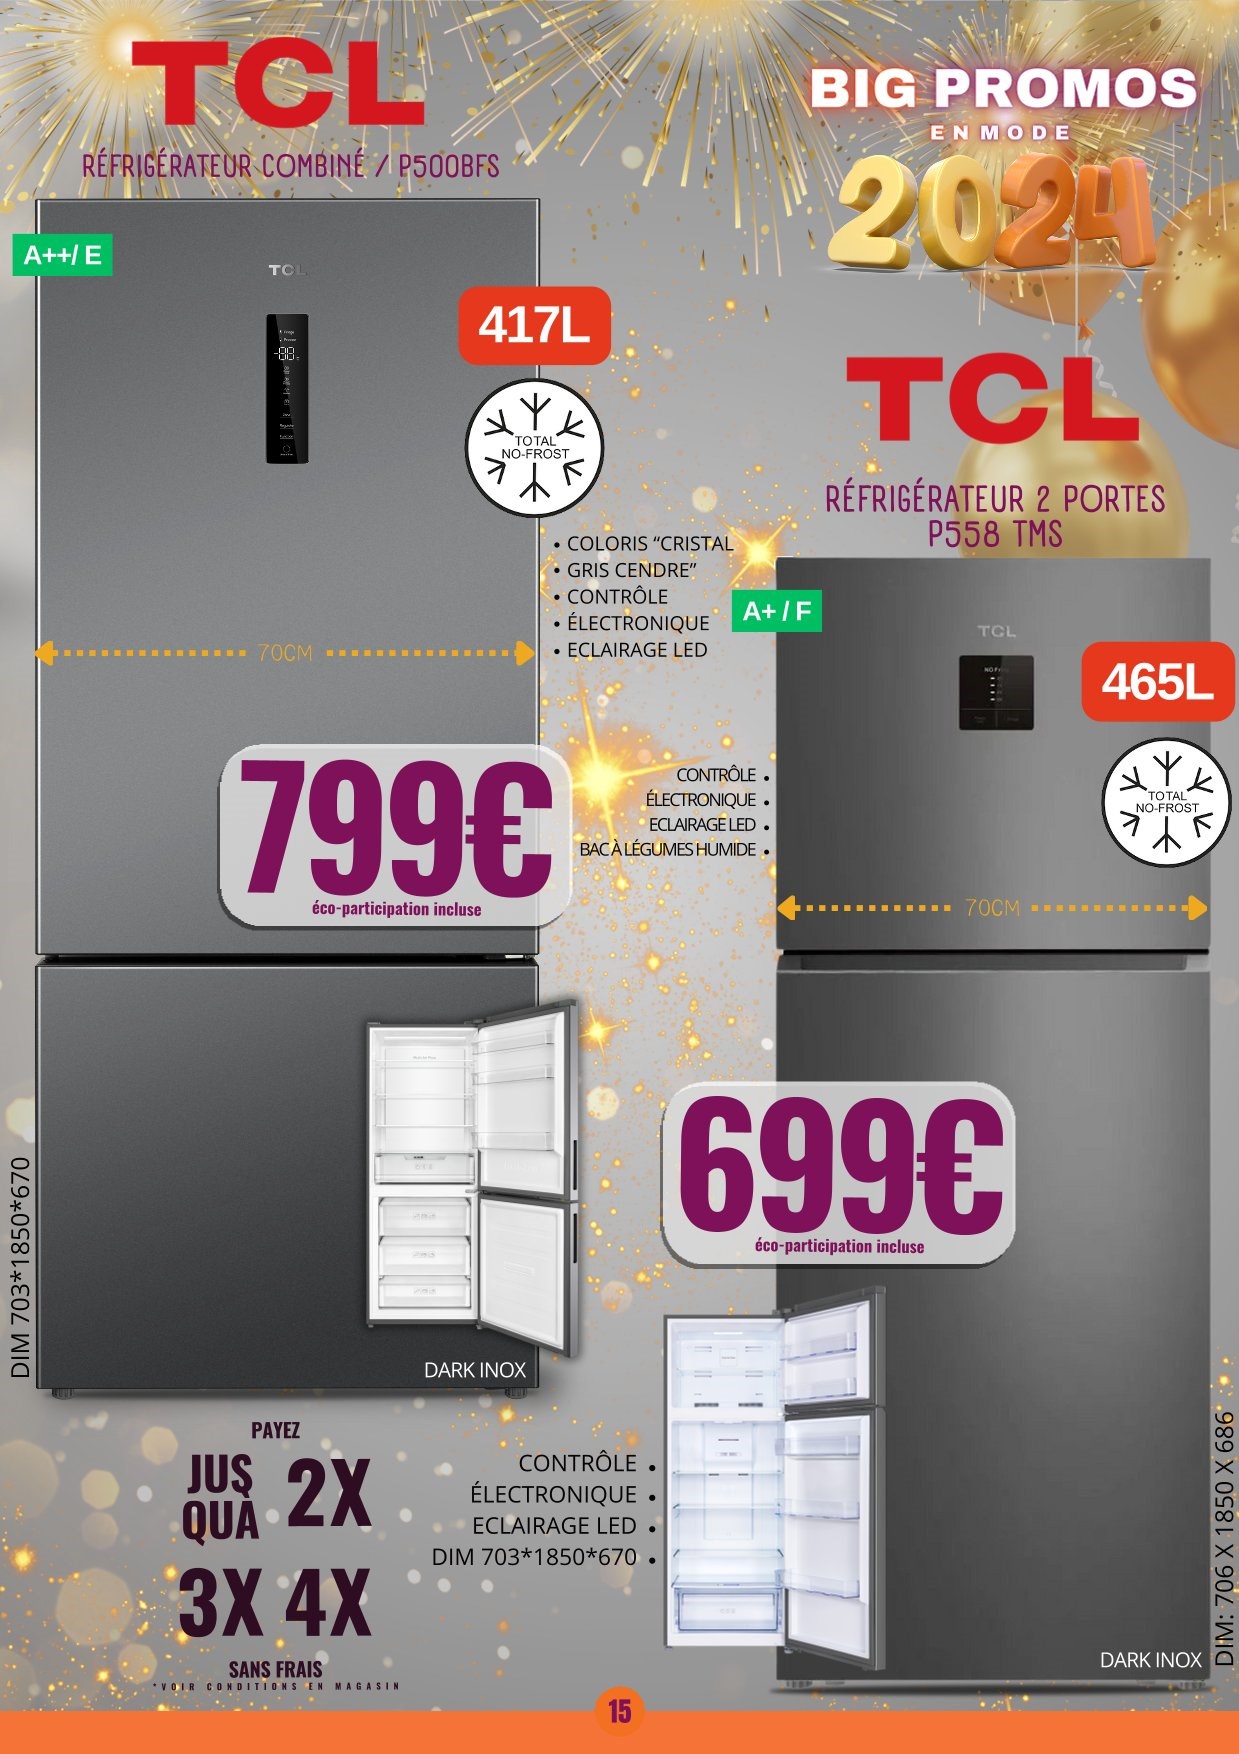 TCL
RÉFRIGÉRATEUR COMBINÉ / P500BFS
BIG PROMOS
EN MODE
2024
A++/ E
TCL
417L
TOTAL
NO-FROST
• COLORIS “CRISTAL
• GRIS CENDRE”
• CONTRÔLE
• ÉLECTRONIQUE
• ECLAIRAGE LED
70CM
799€
éco-participation incluse
DIM 703*1850*670
DARK INOX
TCL
RÉFRIGÉRATEUR 2 PORTES
P558 TMS
A+ / F
TCL
465L
TOTAL
NO-FROST
CONTRÔLE •
ÉLECTRONIQUE •
ECLAIRAGE LED •
BAC À LÉGUMES HUMIDE •
70CM
699€
éco-participation incluse
CONTRÔLE •
ÉLECTRONIQUE •
ECLAIRAGE LED •
DIM 703*1850*670 •
DARK INOX
DIM: 706 X 1850 X 686
PAYEZ
JUS
QUÀ 2X
3X 4X
SANS FRAIS
*VOIR CONDITIONS EN MAGASIN
15